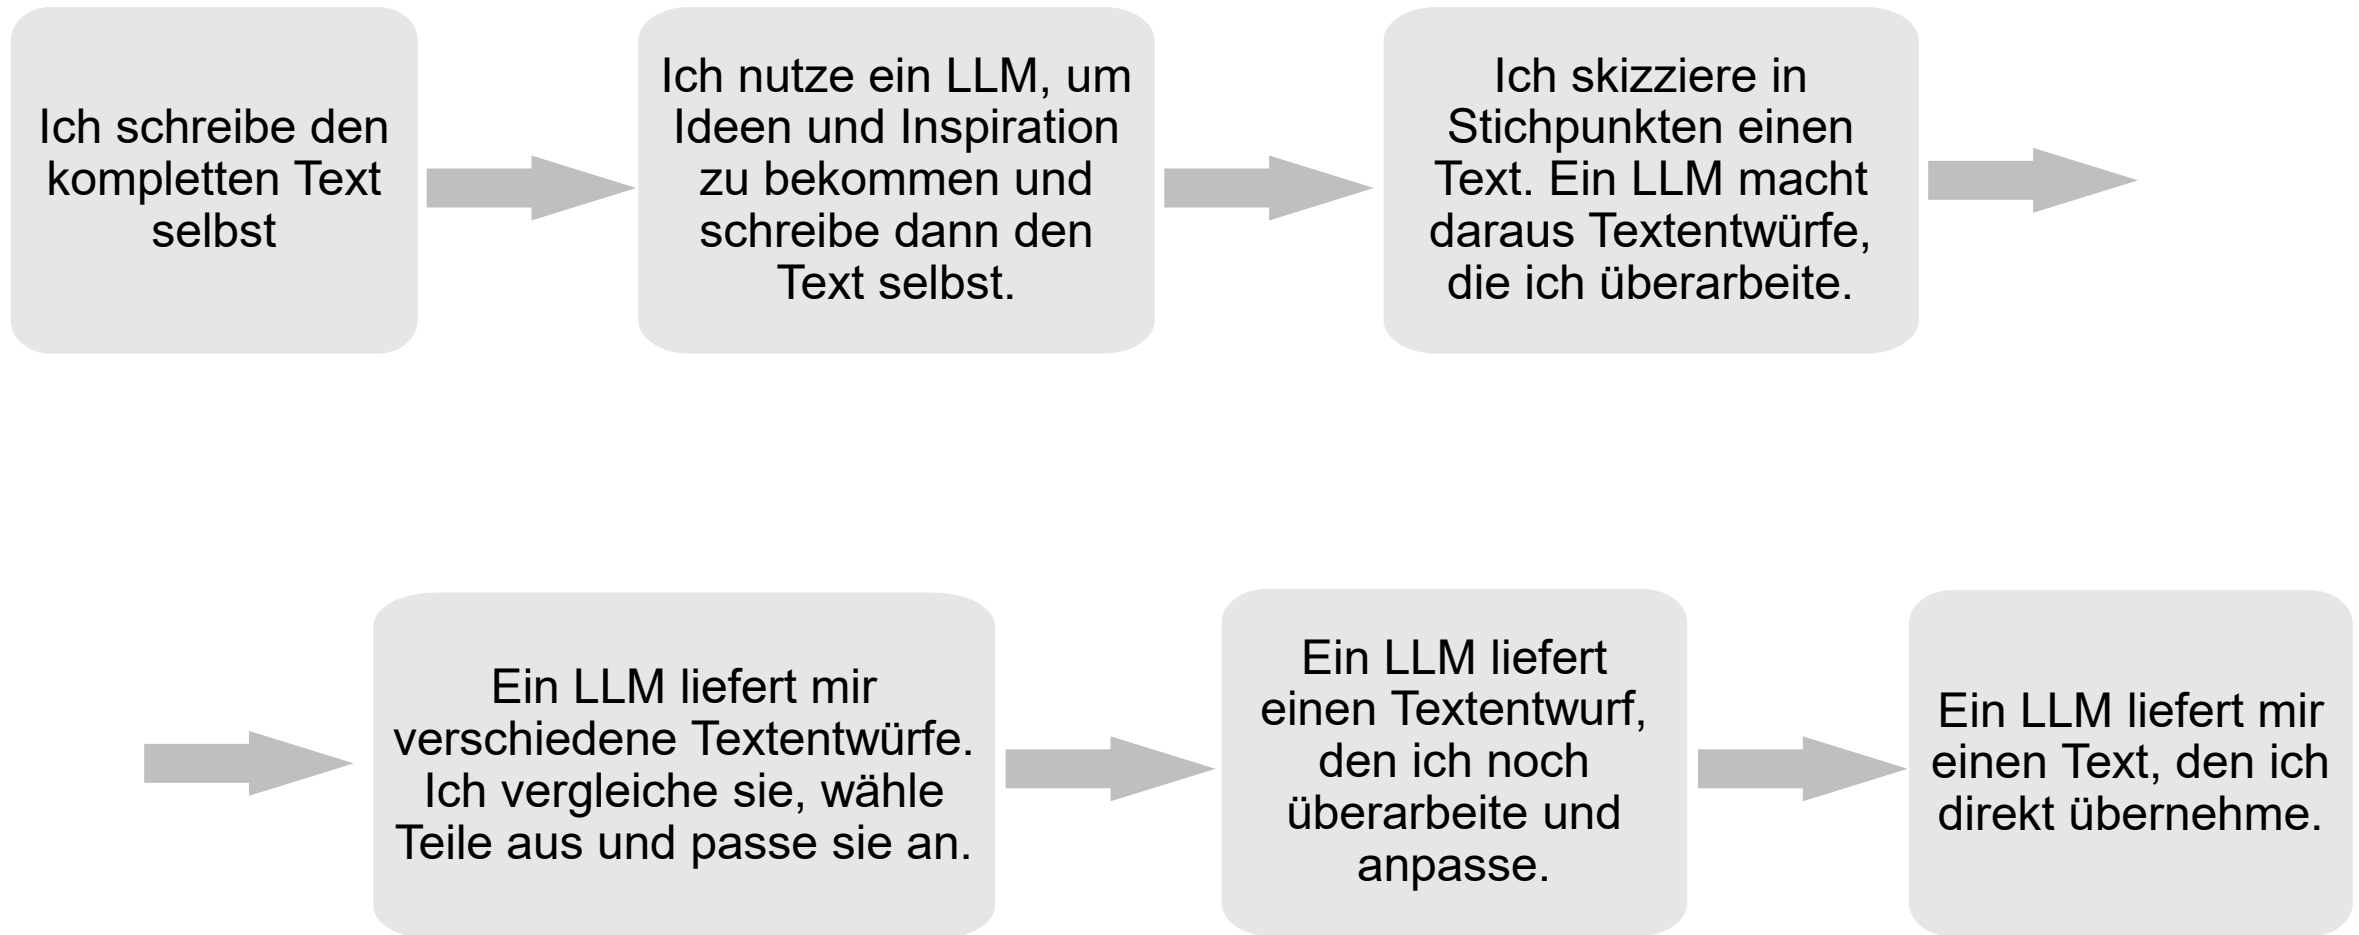 Ich schreibe den
kompletten Text
selbst
Ich nutze ein LLM, um
Ideen und Inspiration
zu bekommen und
schreibe dann den
Text selbst.
Ich skizziere in
Stichpunkten einen
Text. Ein LLM macht
daraus Textentwürfe,
die ich überarbeite.
Ein LLM liefert mir
verschiedene Textentwürfe.
Ich vergleiche sie, wähle
Teile aus und passe sie an.
Ein LLM liefert
einen Textentwurf,
den ich noch
überarbeite und
anpasse.
Ein LLM liefert mir
einen Text, den ich
direkt übernehme.